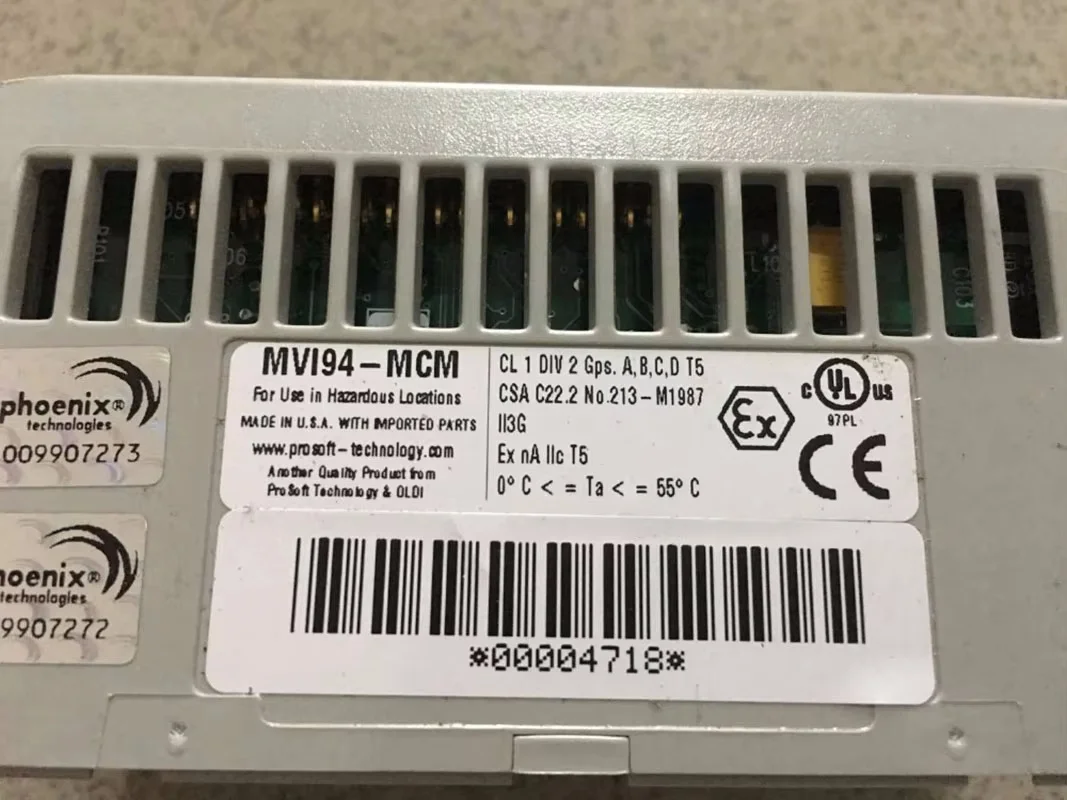 MVI94-MCM
For Use in Hazardous Locations
MADE IN U.S.A. WITH IMPORTED PARTS
www.prosoft-technology.com
Another Quality Product from
ProSoft Technology & OLDI
CL 1 DIV 2 Gps. A,B,C,D T5
CSA C22.2 No.213-M1987
II3G
Ex nA IIc T5
0° C < = Ta < = 55° C
Ex
C UL US
97PL
CE
phoenix®
technologies
009907273
hoenix®
technologies
9907272
*00004718*